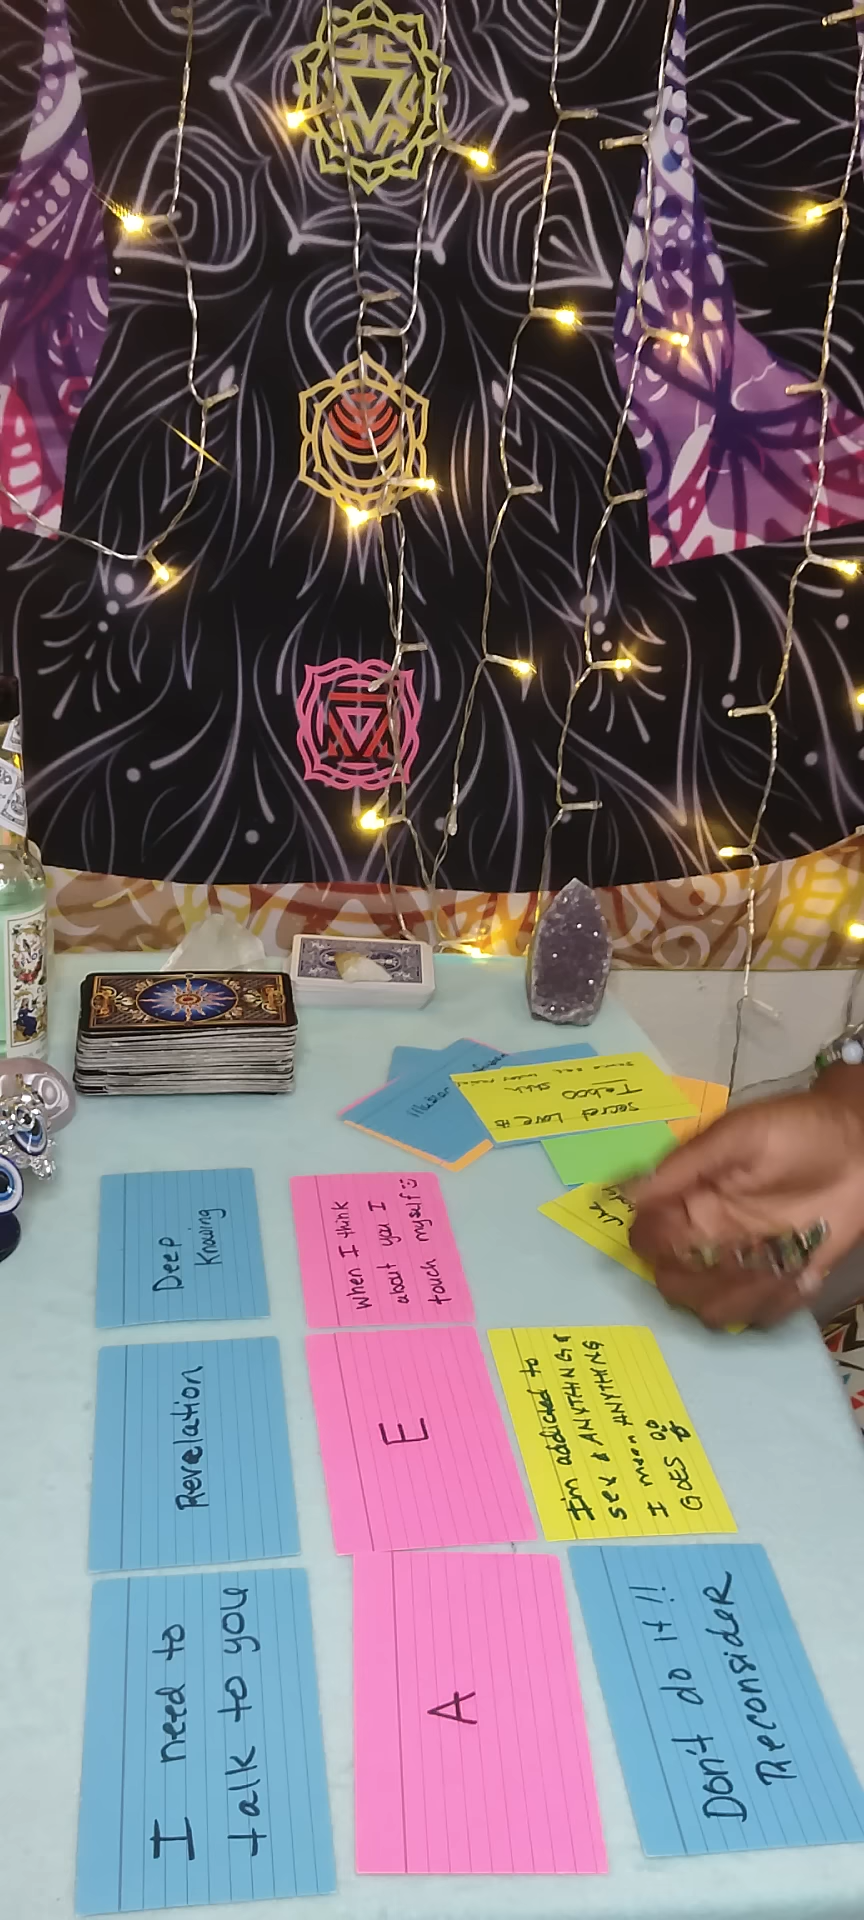 Deep
Knowing
When I think
about you I
touch myself
Revelation
E
I'm addicted to
sex & ANYTHING &
I mean ANYTHING
GOES
I need to
talk to you
A
Don't do it!!
Reconsider
Secret Love
Taboo